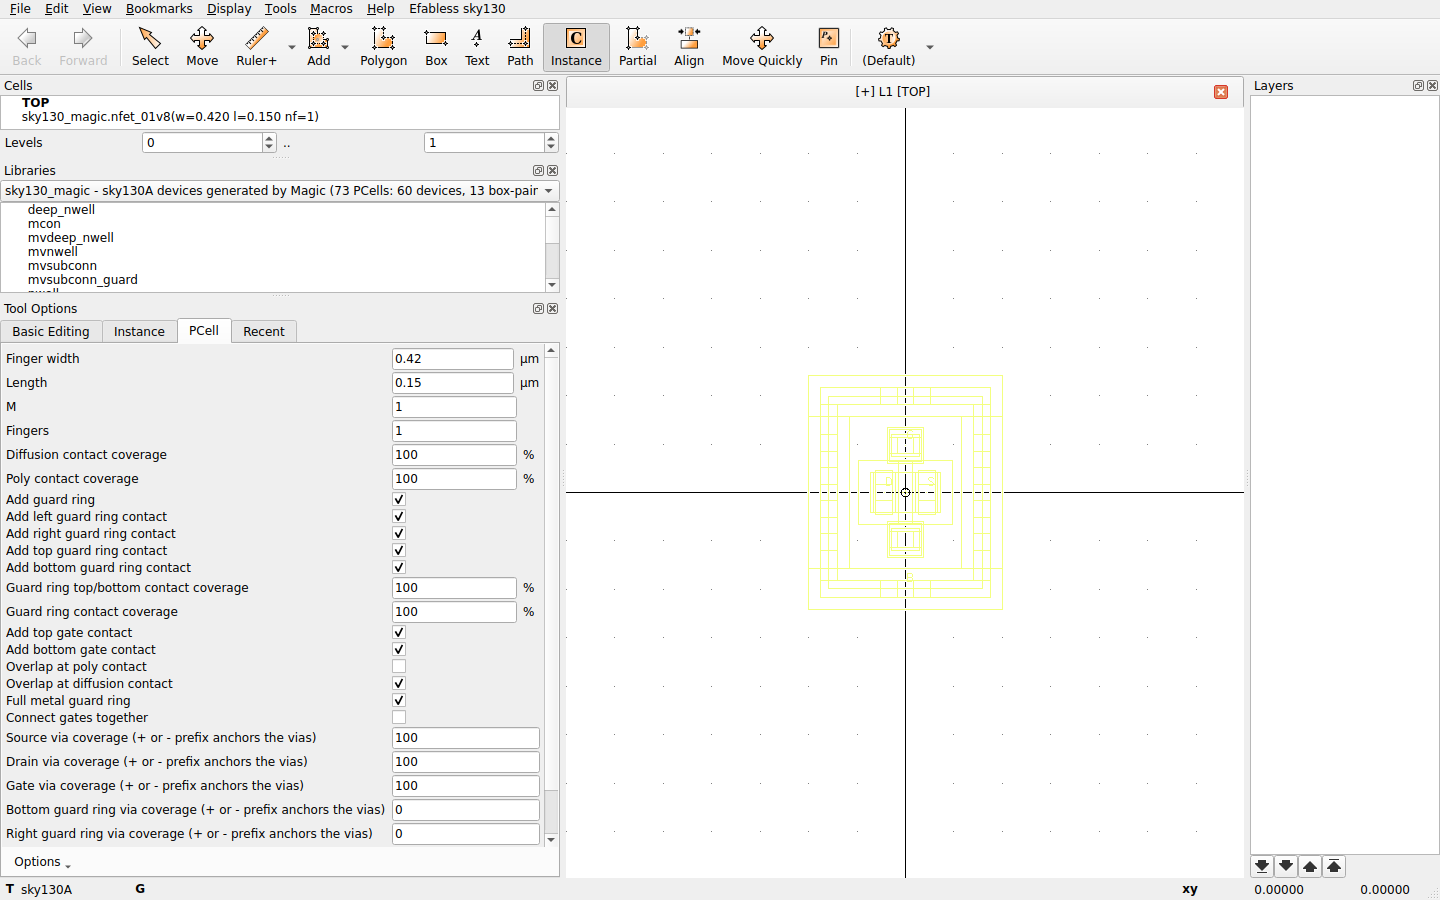 File Edit View Bookmarks Display Tools Macros Help Efabless sky130
Back Forward Select Move Ruler+ Add Polygon Box Text Path Instance Partial Align Move Quickly Pin (Default)
Cells
TOP
sky130_magic.nfet_01v8(w=0.420 l=0.150 nf=1)
Levels 0 .. 1
Libraries
sky130_magic - sky130A devices generated by Magic (73 PCells: 60 devices, 13 box-pair
deep_nwell
mcon
mvdeep_nwell
mvnwell
mvsubconn
mvsubconn_guard
Tool Options
Basic Editing Instance PCell Recent
Finger width 0.42 µm
Length 0.15 µm
M 1
Fingers 1
Diffusion contact coverage 100 %
Poly contact coverage 100 %
Add guard ring
Add left guard ring contact
Add right guard ring contact
Add top guard ring contact
Add bottom guard ring contact
Guard ring top/bottom contact coverage 100 %
Guard ring contact coverage 100 %
Add top gate contact
Add bottom gate contact
Overlap at poly contact
Overlap at diffusion contact
Full metal guard ring
Connect gates together
Source via coverage (+ or - prefix anchors the vias) 100
Drain via coverage (+ or - prefix anchors the vias) 100
Gate via coverage (+ or - prefix anchors the vias) 100
Bottom guard ring via coverage (+ or - prefix anchors the vias) 0
Right guard ring via coverage (+ or - prefix anchors the vias) 0
Options
[+] L1 [TOP]
Layers
T sky130A G xy 0.00000 0.00000